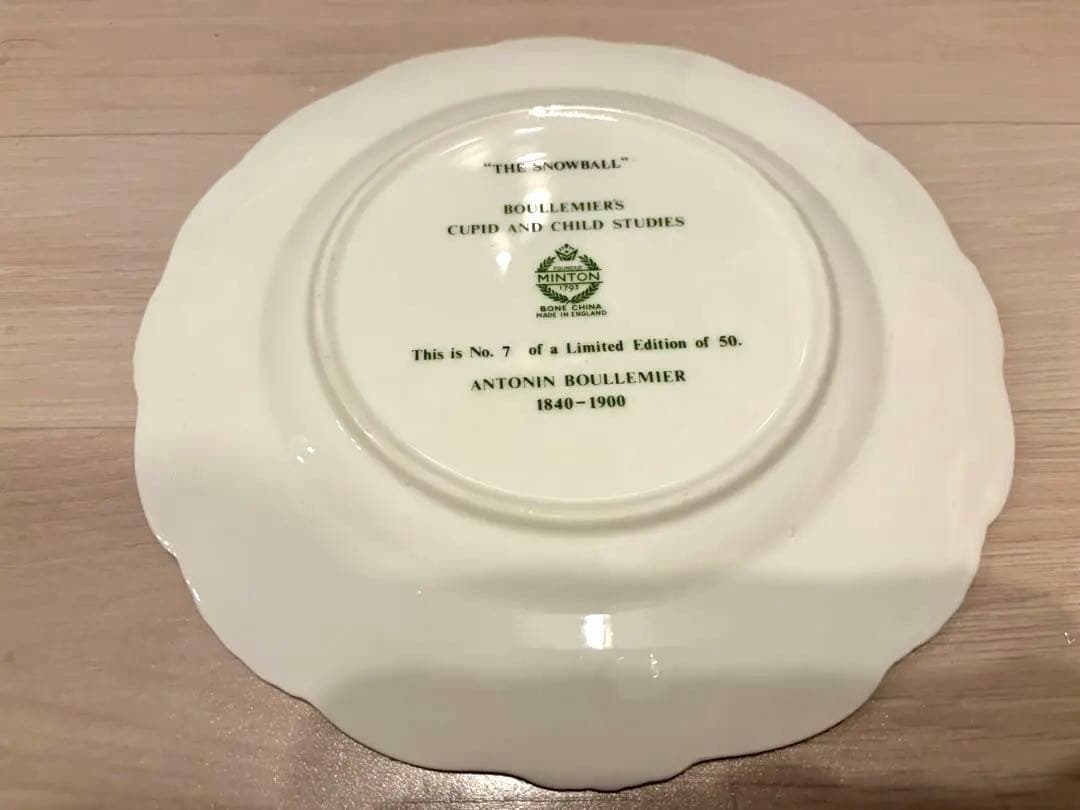 "THE SNOWBALL"
BOULLEMIER'S
CUPID AND CHILD STUDIES
FOUNDED
MINTON
1793
BONE CHINA
MADE IN ENGLAND
This is No. 7 of a Limited Edition of 50.
ANTONIN BOULLEMIER
1840-1900